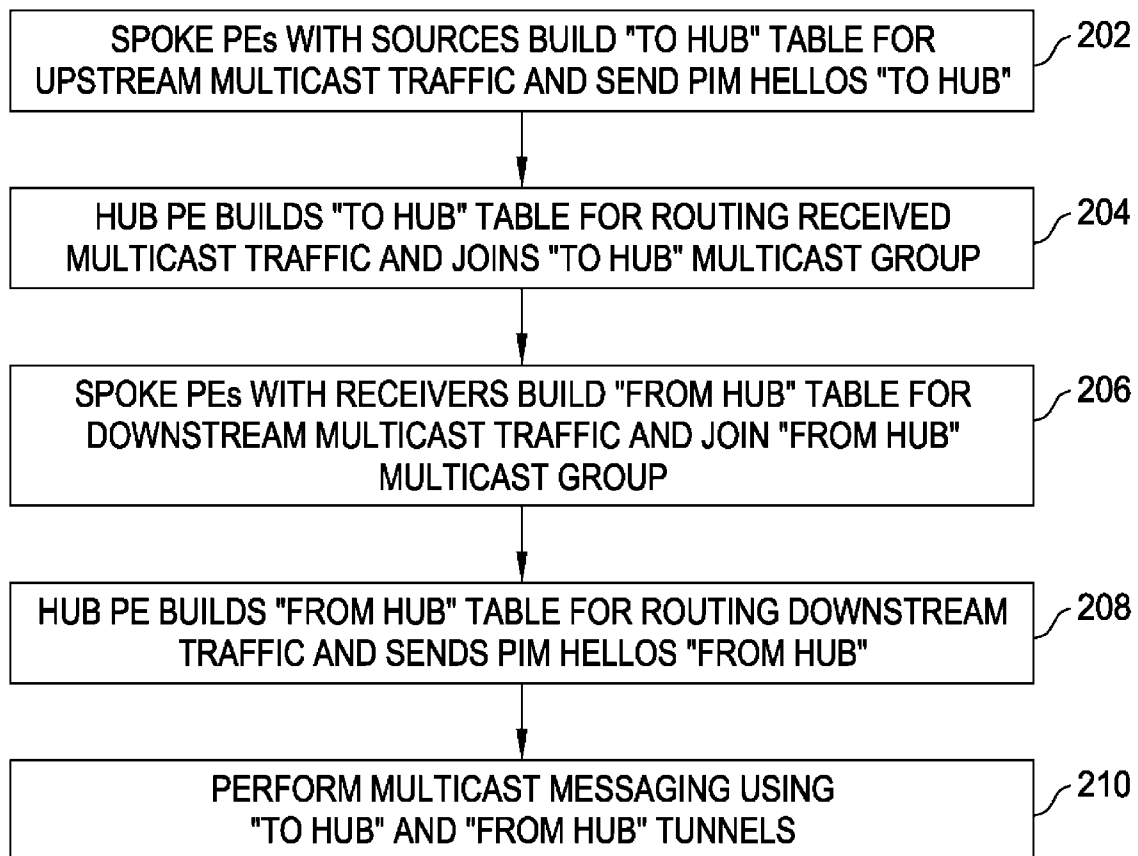 SPOKE PEs WITH SOURCES BUILD "TO HUB" TABLE FOR
UPSTREAM MULTICAST TRAFFIC AND SEND PIM HELLOS "TO HUB"
202
HUB PE BUILDS "TO HUB" TABLE FOR ROUTING RECEIVED
MULTICAST TRAFFIC AND JOINS "TO HUB" MULTICAST GROUP
204
SPOKE PEs WITH RECEIVERS BUILD "FROM HUB" TABLE FOR
DOWNSTREAM MULTICAST TRAFFIC AND JOIN "FROM HUB"
MULTICAST GROUP
206
HUB PE BUILDS "FROM HUB" TABLE FOR ROUTING DOWNSTREAM
TRAFFIC AND SENDS PIM HELLOS "FROM HUB"
208
PERFORM MULTICAST MESSAGING USING
"TO HUB" AND "FROM HUB" TUNNELS
210